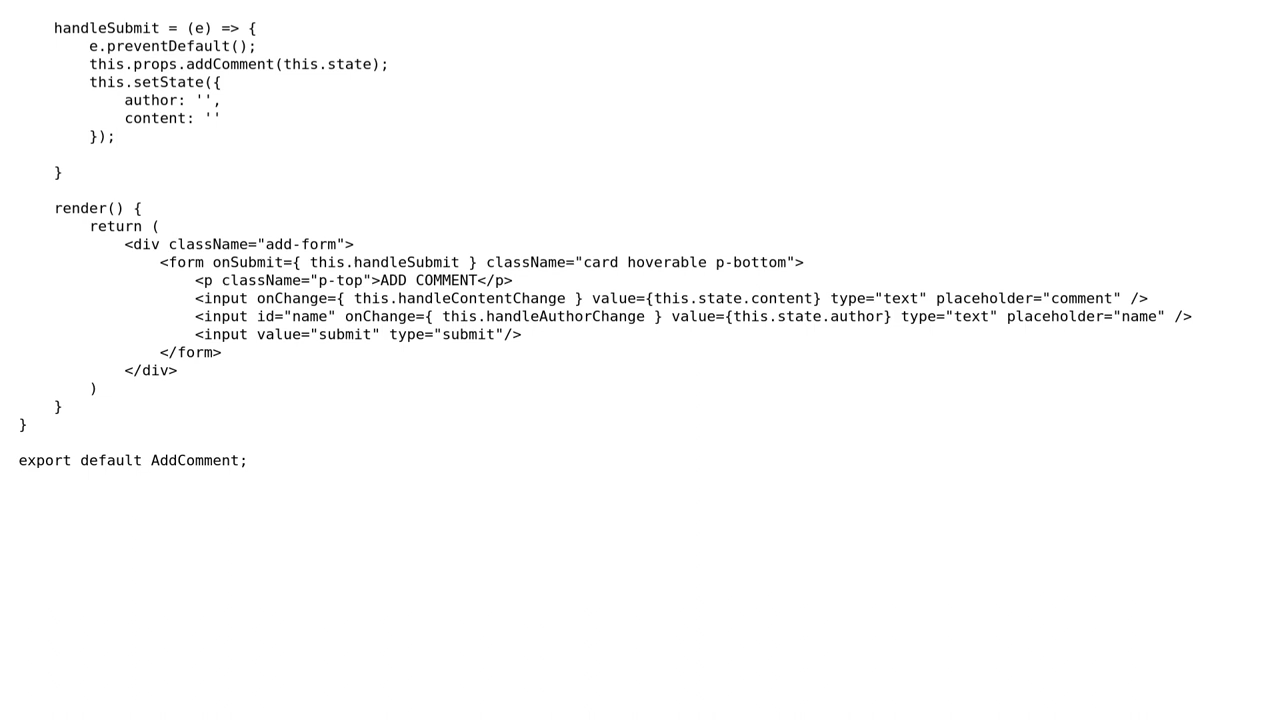 handleSubmit = (e) => {
        e.preventDefault();
        this.props.addComment(this.state);
        this.setState({
            author: '',
            content: ''
        });

    }

    render() {
        return (
            <div className="add-form">
                <form onSubmit={ this.handleSubmit } className="card hoverable p-bottom">
                    <p className="p-top">ADD COMMENT</p>
                    <input onChange={ this.handleContentChange } value={this.state.content} type="text" placeholder="comment" />
                    <input id="name" onChange={ this.handleAuthorChange } value={this.state.author} type="text" placeholder="name" />
                    <input value="submit" type="submit"/>
                </form>
            </div>
        )
    }
}

export default AddComment;